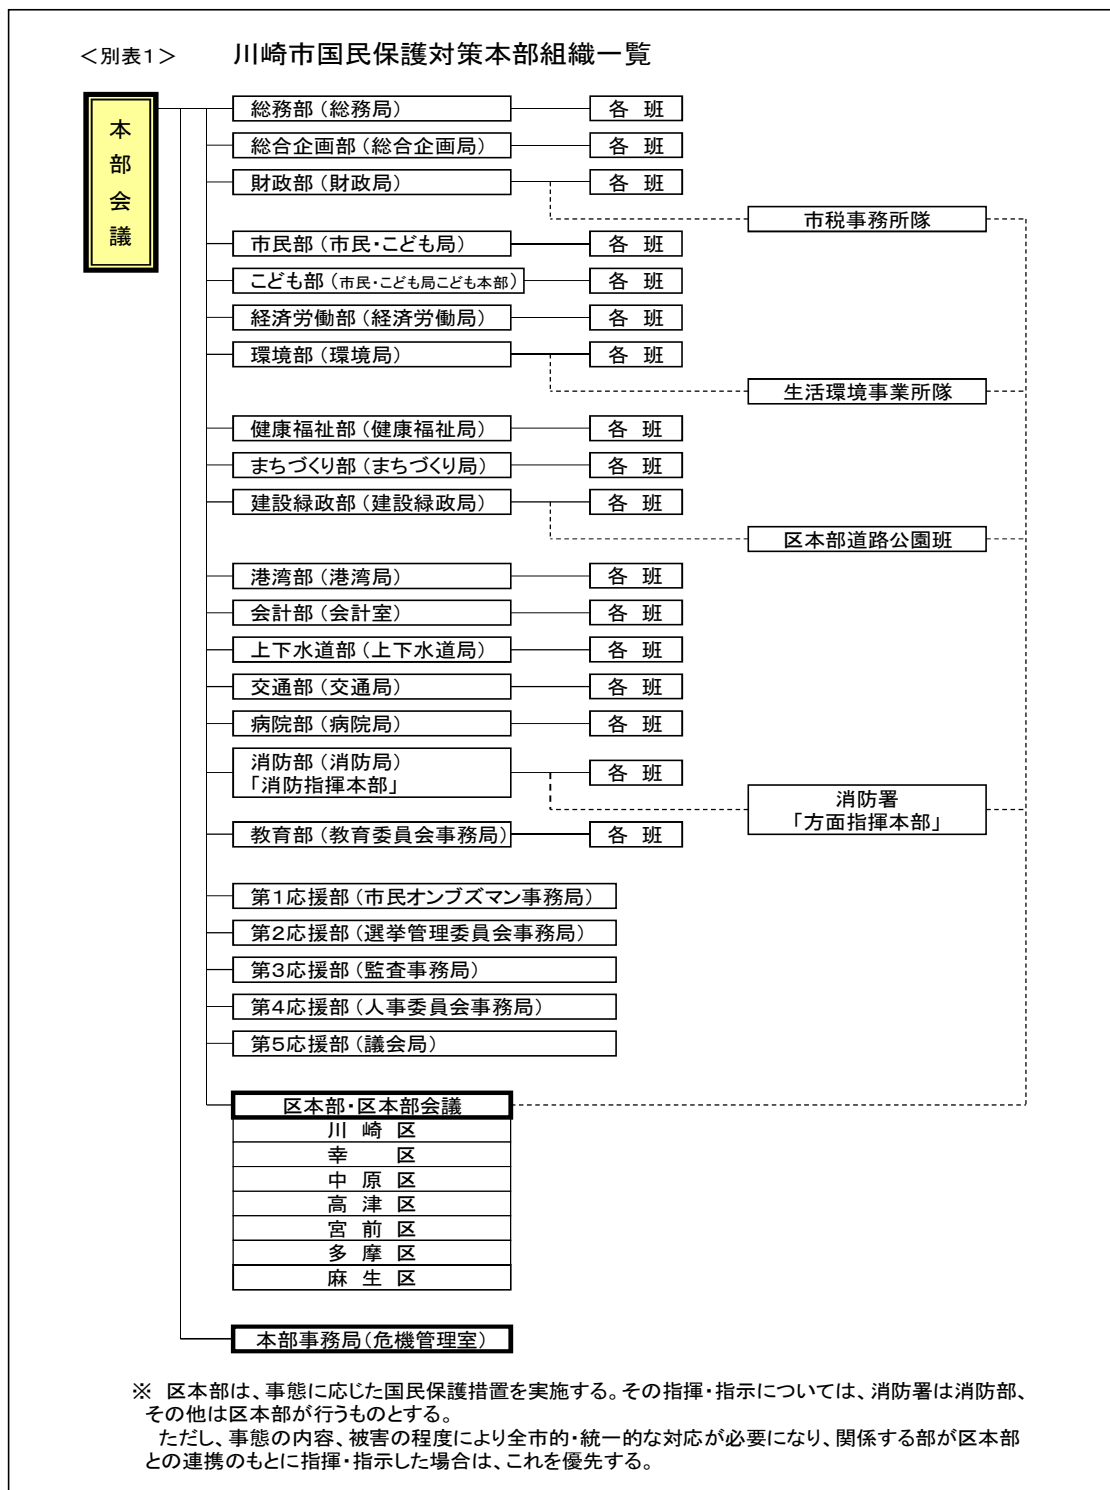 <別表1> 川崎市国民保護対策本部組織一覧
本部会議
総務部(総務局) 各 班
総合企画部(総合企画局) 各 班
財政部(財政局) 各 班
市税事務所隊
市民部(市民・こども局) 各 班
こども部(市民・こども局こども本部) 各 班
経済労働部(経済労働局) 各 班
環境部(環境局) 各 班
生活環境事業所隊
健康福祉部(健康福祉局) 各 班
まちづくり部(まちづくり局) 各 班
建設緑政部(建設緑政局) 各 班
区本部道路公園班
港湾部(港湾局) 各 班
会計部(会計室) 各 班
上下水道部(上下水道局) 各 班
交通部(交通局) 各 班
病院部(病院局) 各 班
消防部(消防局)
「消防指揮本部」 各 班
消防署
「方面指揮本部」
教育部(教育委員会事務局) 各 班
第1応援部(市民オンブズマン事務局)
第2応援部(選挙管理委員会事務局)
第3応援部(監査事務局)
第4応援部(人事委員会事務局)
第5応援部(議会局)
区本部・区本部会議
川 崎 区
幸 区
中 原 区
高 津 区
宮 前 区
多 摩 区
麻 生 区
本部事務局(危機管理室)
※ 区本部は、事態に応じた国民保護措置を実施する。その指揮・指示については、消防署は消防部、
その他は区本部が行うものとする。
ただし、事態の内容、被害の程度により全市的・統一的な対応が必要になり、関係する部が区本部
との連携のもとに指揮・指示した場合は、これを優先する。